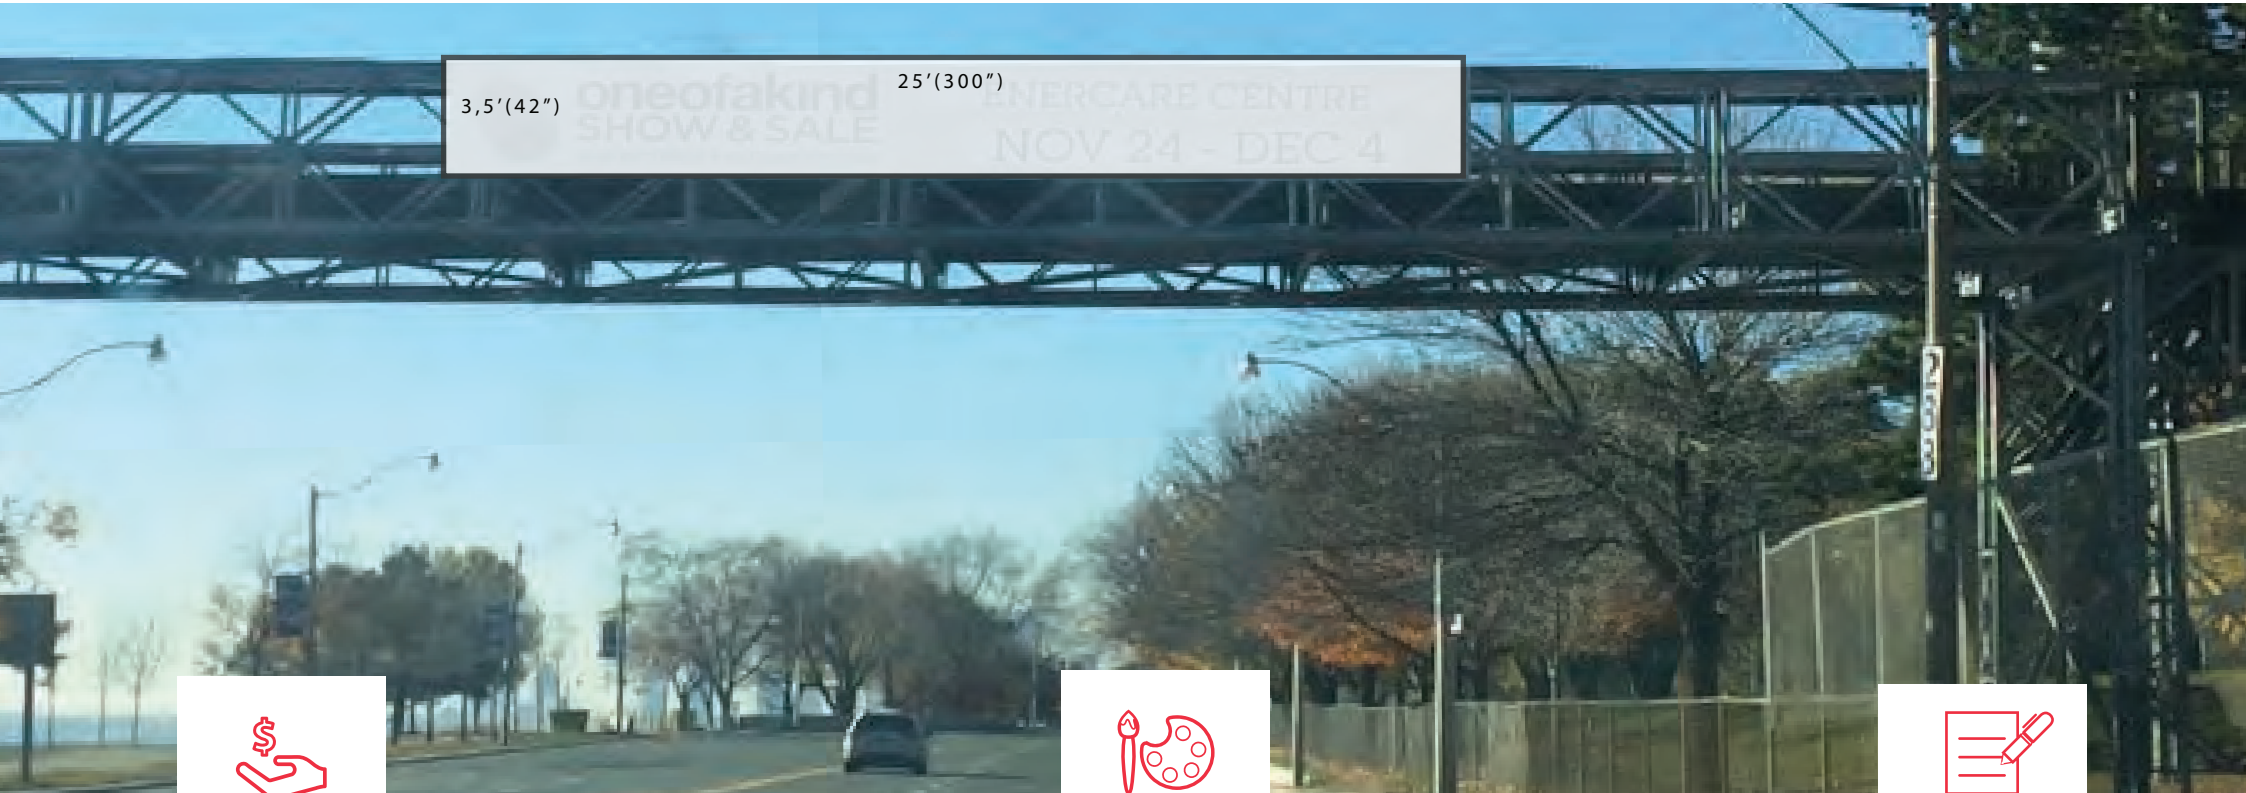 25’(300”)
3,5’(42”)
oneofakind
ENERCARE CENTRE
SHOW & SALE
NOV 24 - DEC 4
$